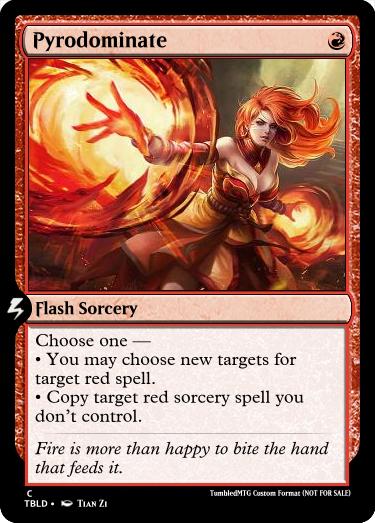 Pyrodominate
Flash Sorcery
Choose one —
• You may choose new targets for
target red spell.
• Copy target red sorcery spell you
don't control.
Fire is more than happy to bite the hand
that feeds it.
C
TBLD • Tian Zi
TumbledMTG Custom Format (NOT FOR SALE)